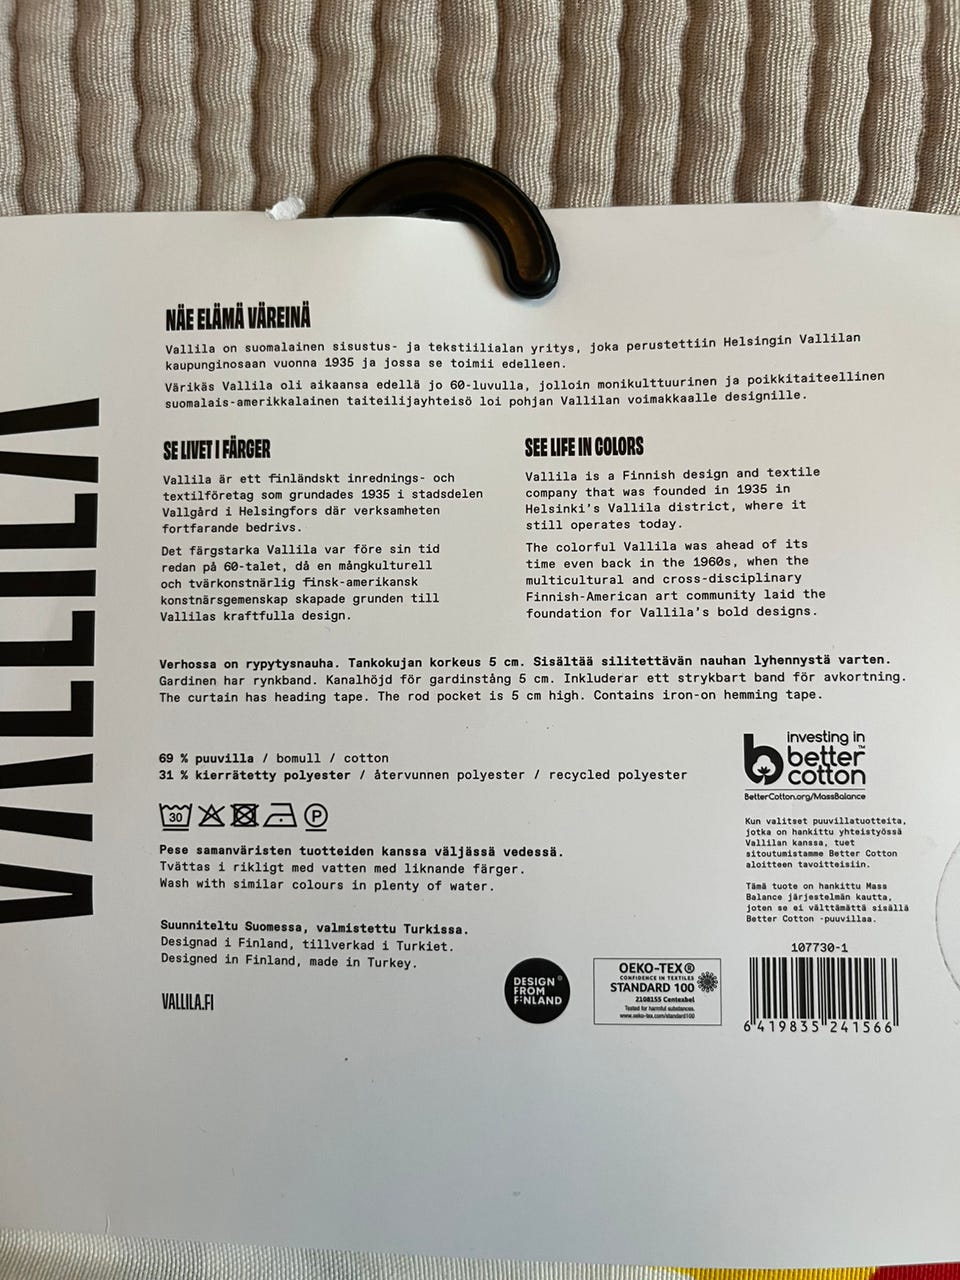 VALLILA
NÄE ELÄMÄ VÄREINÄ
Vallila on suomalainen sisustus- ja tekstiilialan yritys, joka perustettiin Helsingin Vallilan
kaupunginosaan vuonna 1935 ja jossa se toimii edelleen.
Värikäs Vallila oli aikaansa edellä jo 60-luvulla, jolloin monikulttuurinen ja poikkitaiteellinen
suomalais-amerikkalainen taiteilijayhteisö loi pohjan Vallilan voimakkaalle designille.
SE LIVET I FÄRGER
Vallila är ett finländskt inrednings- och
textilföretag som grundades 1935 i stadsdelen
Vallgård i Helsingfors där verksamheten
fortfarande bedrivs.
Det färgstarka Vallila var före sin tid
redan på 60-talet, då en mångkulturell
och tvärkonstnärlig finsk-amerikansk
konstnärsgemenskap skapade grunden till
Vallilas kraftfulla design.
SEE LIFE IN COLORS
Vallila is a Finnish design and textile
company that was founded in 1935 in
Helsinki's Vallila district, where it
still operates today.
The colorful Vallila was ahead of its
time even back in the 1960s, when the
multicultural and cross-disciplinary
Finnish-American art community laid the
foundation for Vallila's bold designs.
Verhossa on rypytysnauha. Tankokujan korkeus 5 cm. Sisältää silitettävän nauhan lyhennystä varten.
Gardinen har rynkband. Kanalhöjd för gardinstång 5 cm. Inkluderar ett strykbart band för avkortning.
The curtain has heading tape. The rod pocket is 5 cm high. Contains iron-on hemming tape.
69 % puuvilla / bomull / cotton
31 % kierrätetty polyester / återvunnen polyester / recycled polyester
30 P
Pese samanväristen tuotteiden kanssa väljässä vedessä.
Tvättas i rikligt med vatten med liknande färger.
Wash with similar colours in plenty of water.
Suunniteltu Suomessa, valmistettu Turkissa.
Designad i Finland, tillverkad i Turkiet.
Designed in Finland, made in Turkey.
VALLILA.FI
DESIGN®
FROM
FINLAND
OEKO-TEX®
CONFIDENCE IN TEXTILES
STANDARD 100
2108155 Centexbel
Tested for harmful substances.
www.oeko-tex.com/standard100
investing in
better™
cotton
BetterCotton.org/MassBalance
Kun valitset puuvillatuotteita,
jotka on hankittu yhteistyössä
Vallilan kanssa, tuet
sitoutumistamme Better Cotton
aloitteen tavoitteisiin.
Tämä tuote on hankittu Mass
Balance järjestelmän kautta,
joten se ei välttämättä sisällä
Better Cotton -puuvillaa.
107730-1
6 419835 241566